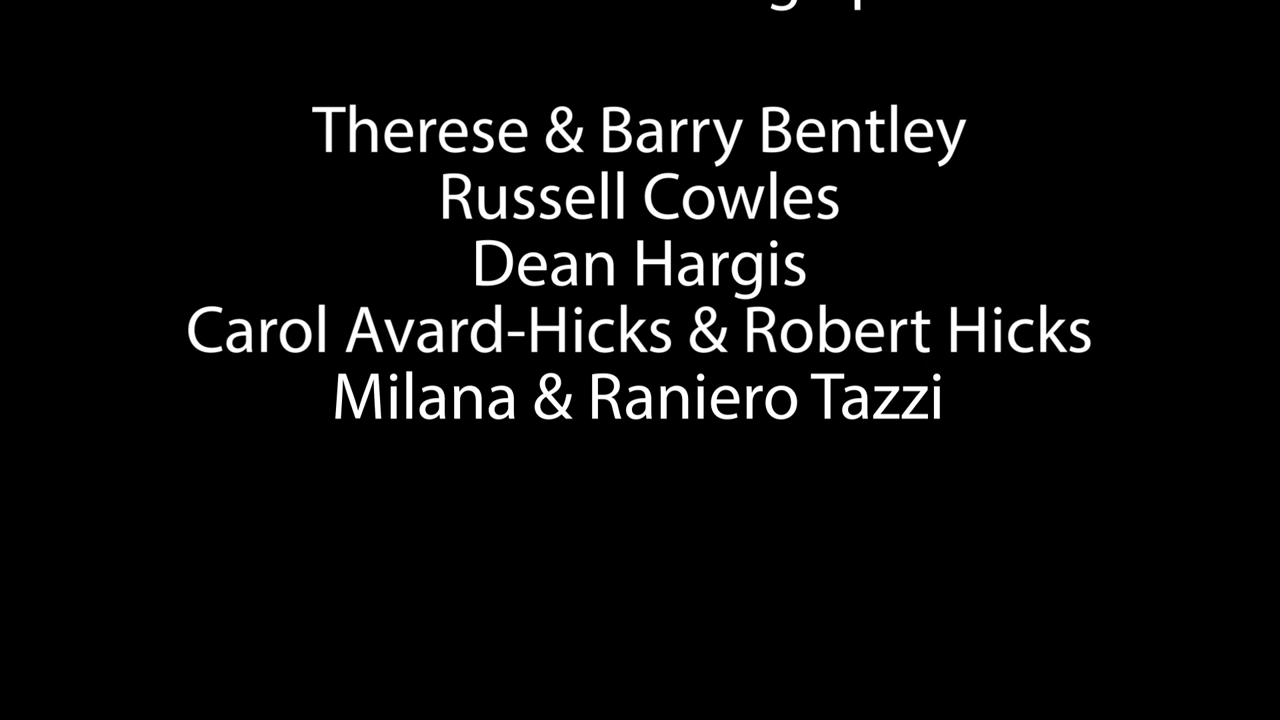 Therese & Barry Bentley
Russell Cowles
Dean Hargis
Carol Avard-Hicks & Robert Hicks
Milana & Raniero Tazzi